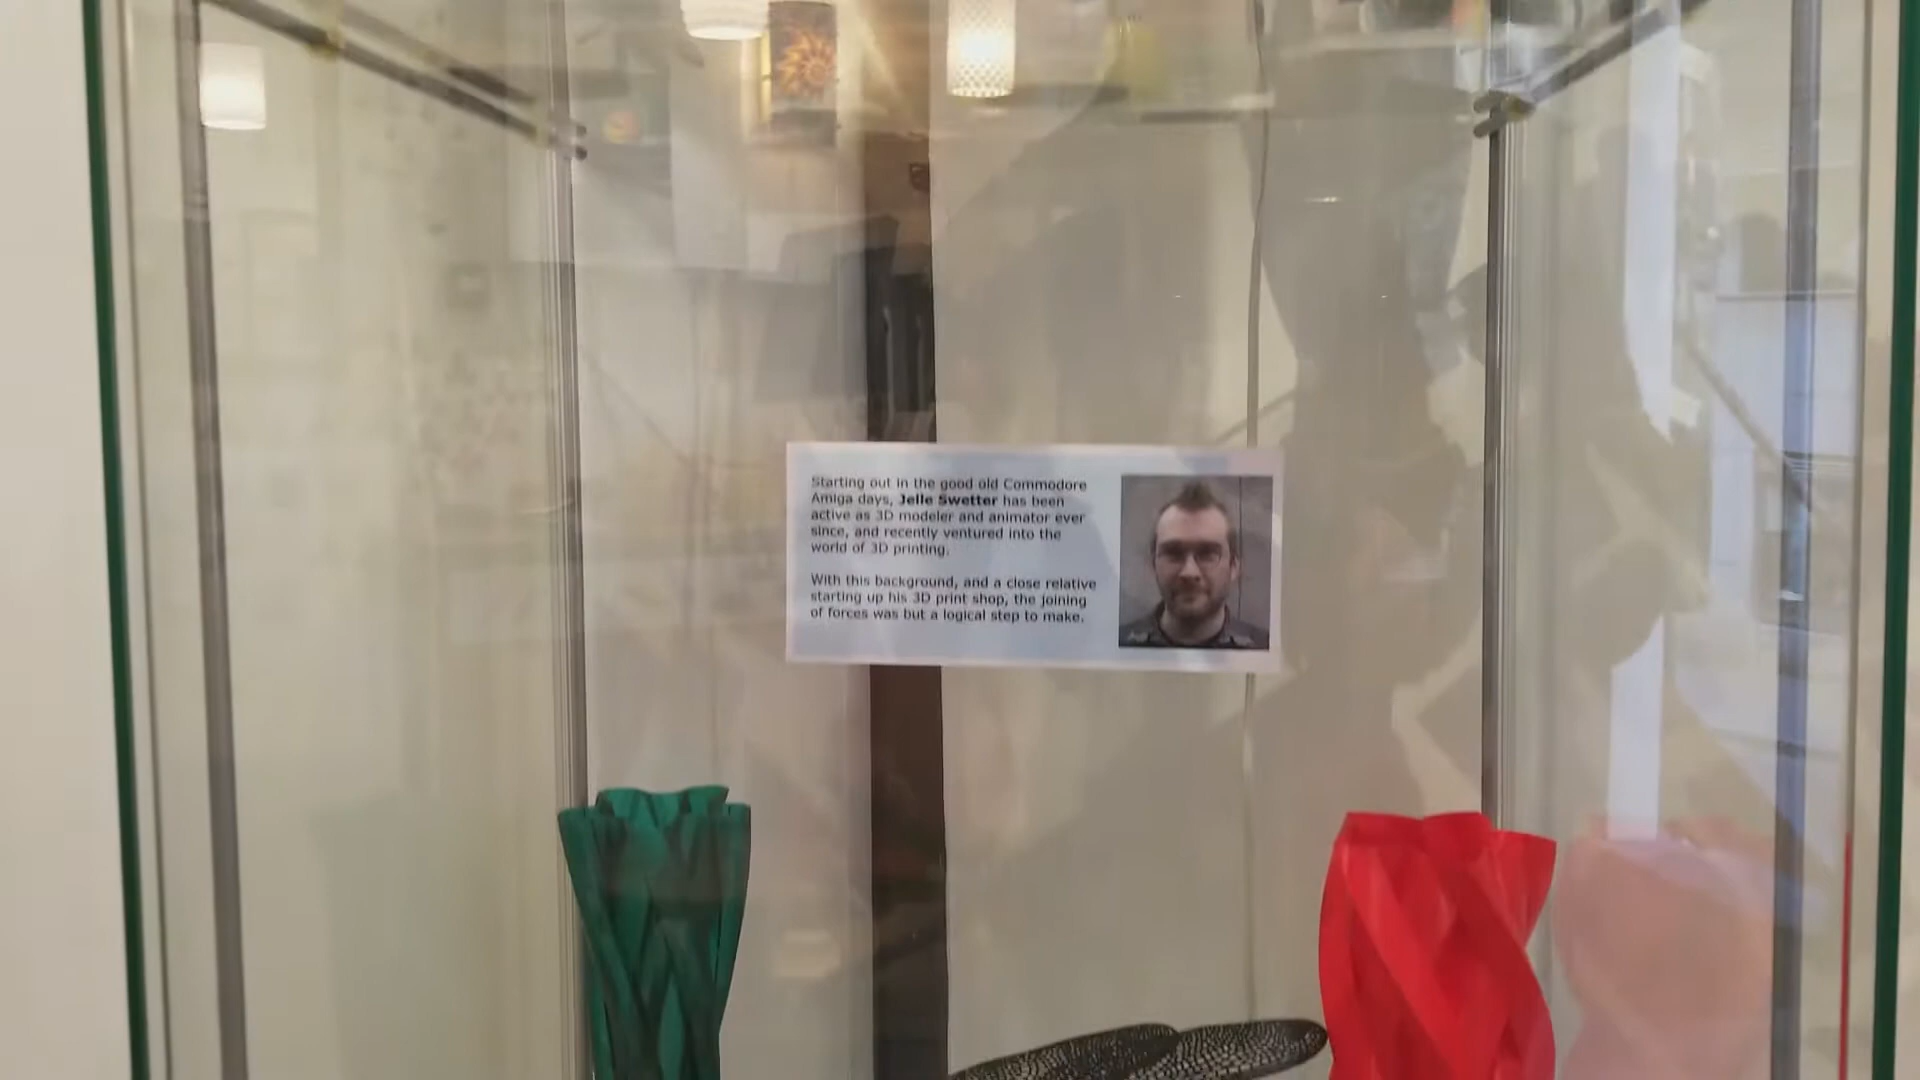 Starting out in the good old Commodore
Amiga days, Jelle Swetter has been
active as 3D modeler and animator ever
since, and recently ventured into the
world of 3D printing.
With this background, and a close relative
starting up his 3D print shop, the joining
of forces was but a logical step to make.